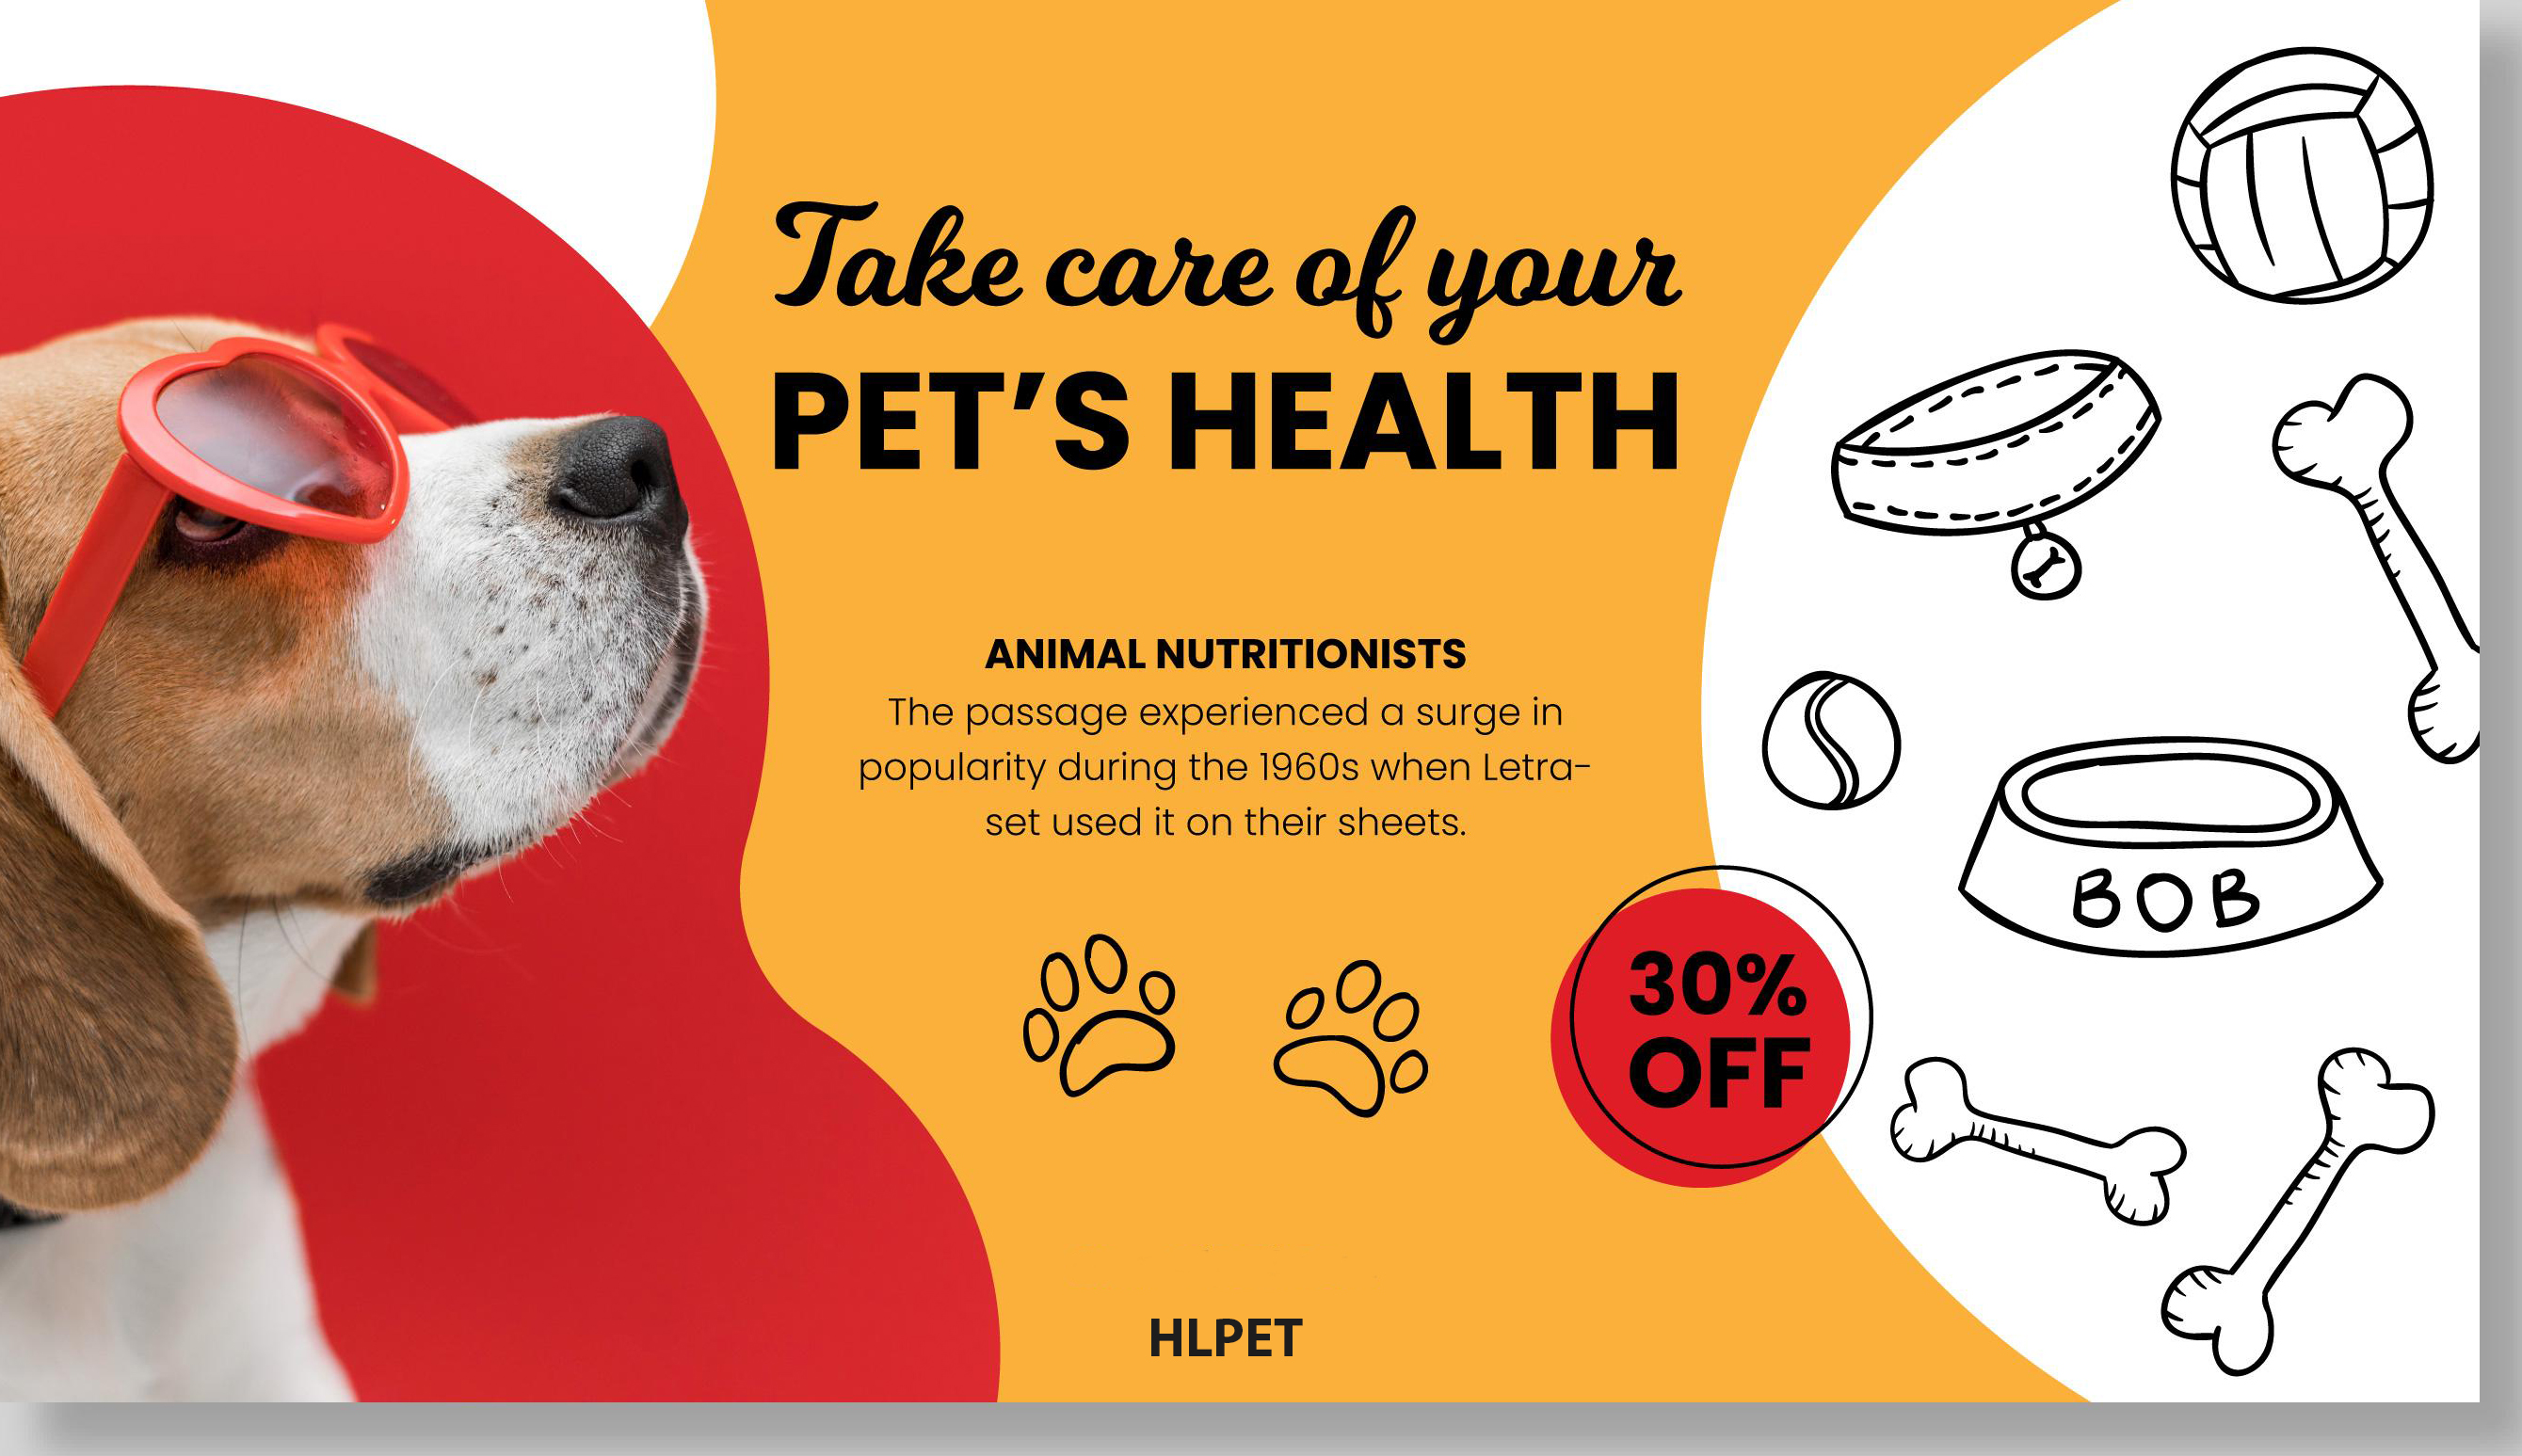 Take care of your
PET’S HEALTH
ANIMAL NUTRITIONISTS
The passage experienced a surge in
popularity during the 1960s when Letra-
set used it on their sheets.
30%
OFF
BOB
HLPET